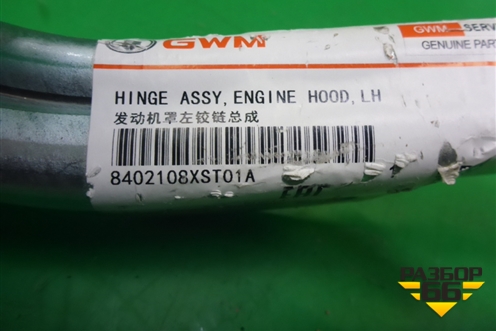 GWM
GWM SERV
GENUINE PART
HINGE ASSY, ENGINE HOOD, LH
发动机罩左铰链总成
8402108XST01A
РАЗБОР
66